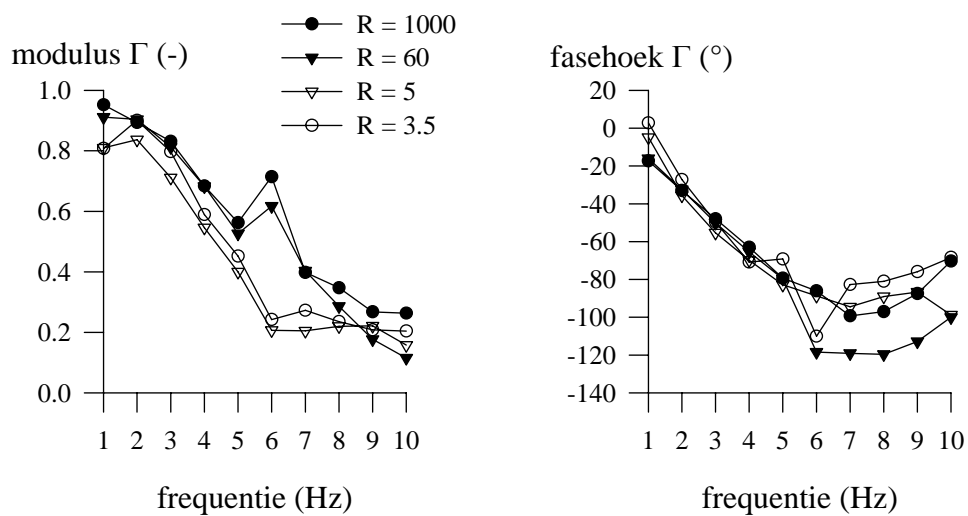 R = 1000
R = 60
R = 5
R = 3.5
modulus Γ (-)
1.0
0.8
0.6
0.4
0.2
0.0
1 2 3 4 5 6 7 8 9 10
frequentie (Hz)
fasehoek Γ (°)
20
0
-20
-40
-60
-80
-100
-120
-140
1 2 3 4 5 6 7 8 9 10
frequentie (Hz)